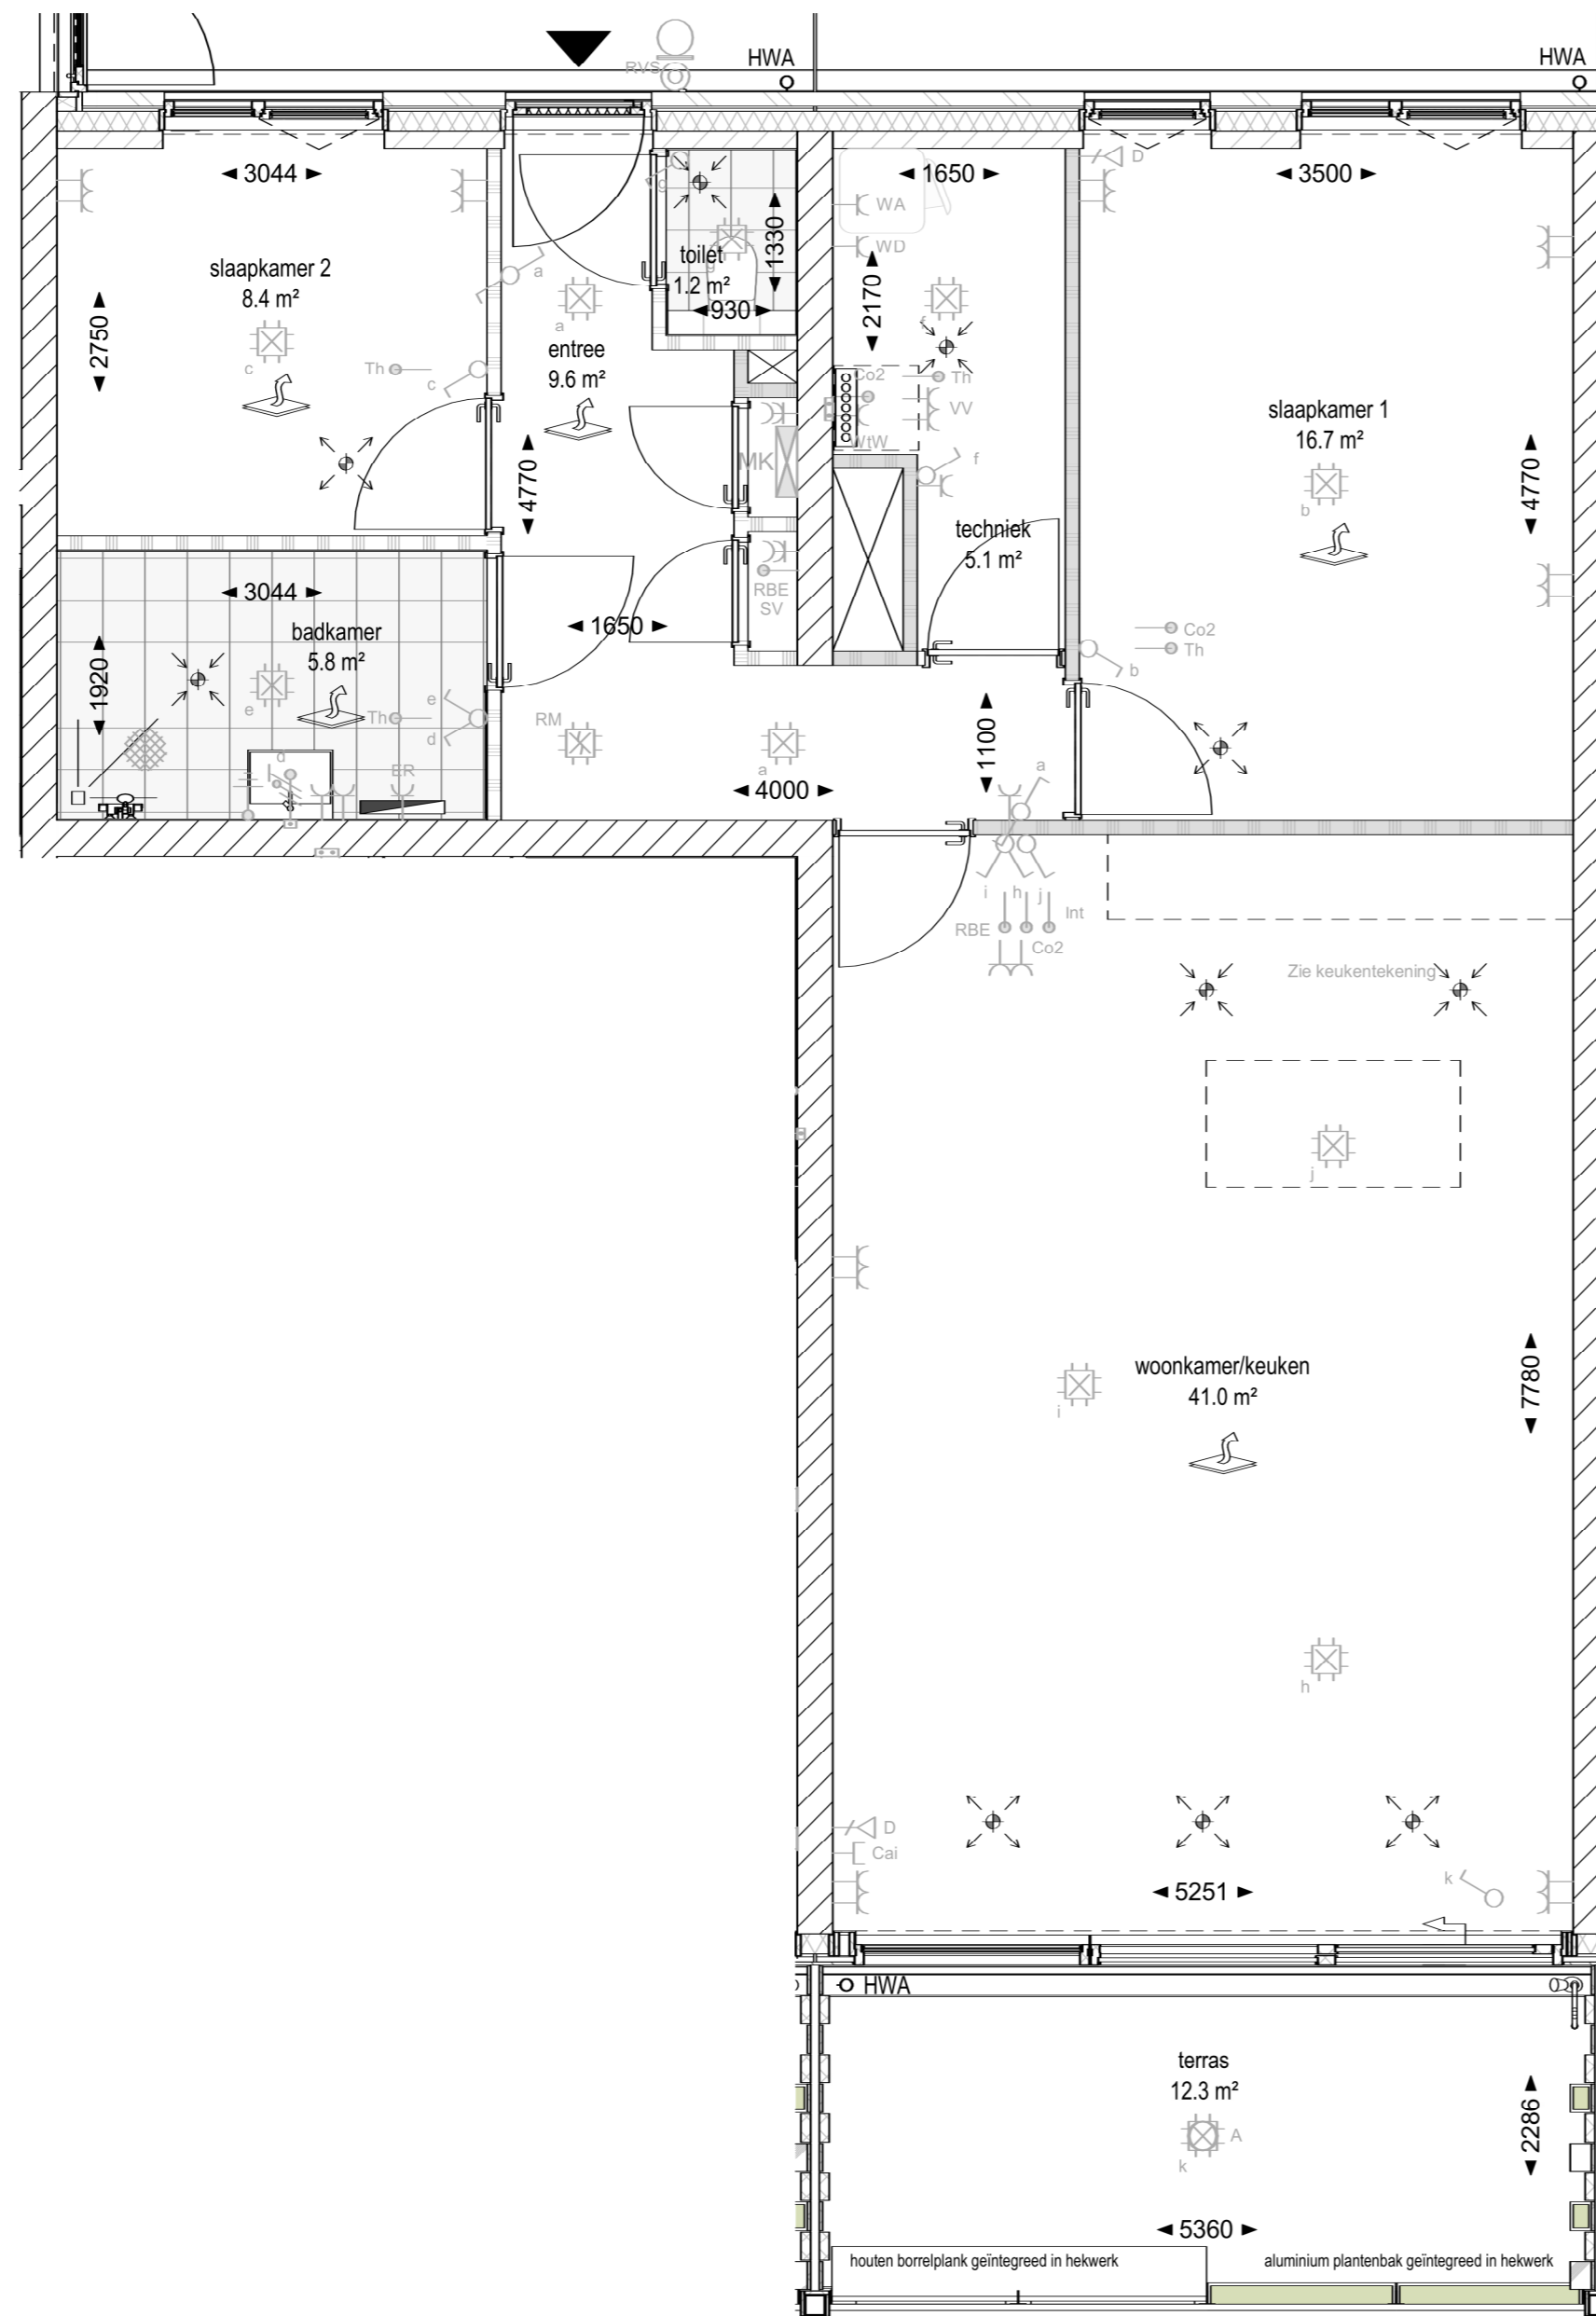 HWA
HWA
RVS
3044
1650
3500
D
WA
WD
1330
toilet
1.2 m²
930
g
g
slaapkamer 2
8.4 m²
2750
a
a
c
Th
c
entree
9.6 m²
2170
f
Co2
Th
VV
WtW
f
MK
4770
slaapkamer 1
16.7 m²
b
4770
techniek
5.1 m²
3044
badkamer
5.8 m²
1920
e
Th
e
d
d
ER
1650
RBE
SV
RM
a
4000
1100
Co2
Th
b
a
i
h
j
RBE
Int
Co2
Zie keukentekening
j
woonkamer/keuken
41.0 m²
i
7780
h
D
Cai
5251
k
HWA
terras
12.3 m²
A
k
2286
5360
houten borrelplank geïntegreed in hekwerk
aluminium plantenbak geïntegreed in hekwerk